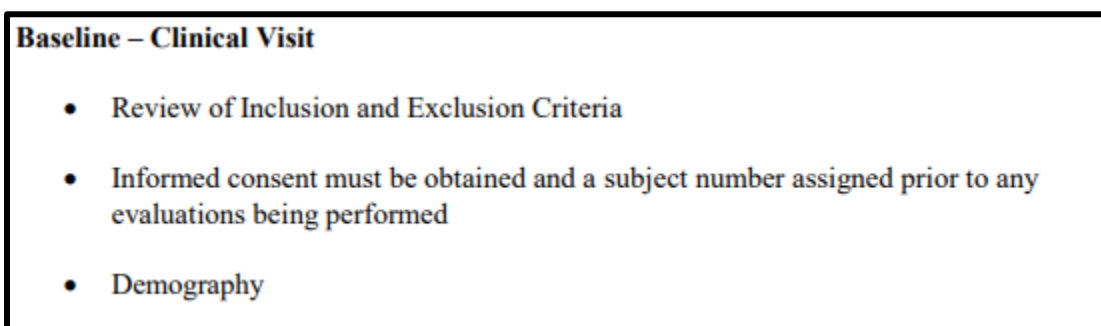 Baseline – Clinical Visit
• Review of Inclusion and Exclusion Criteria
• Informed consent must be obtained and a subject number assigned prior to any
evaluations being performed
• Demography